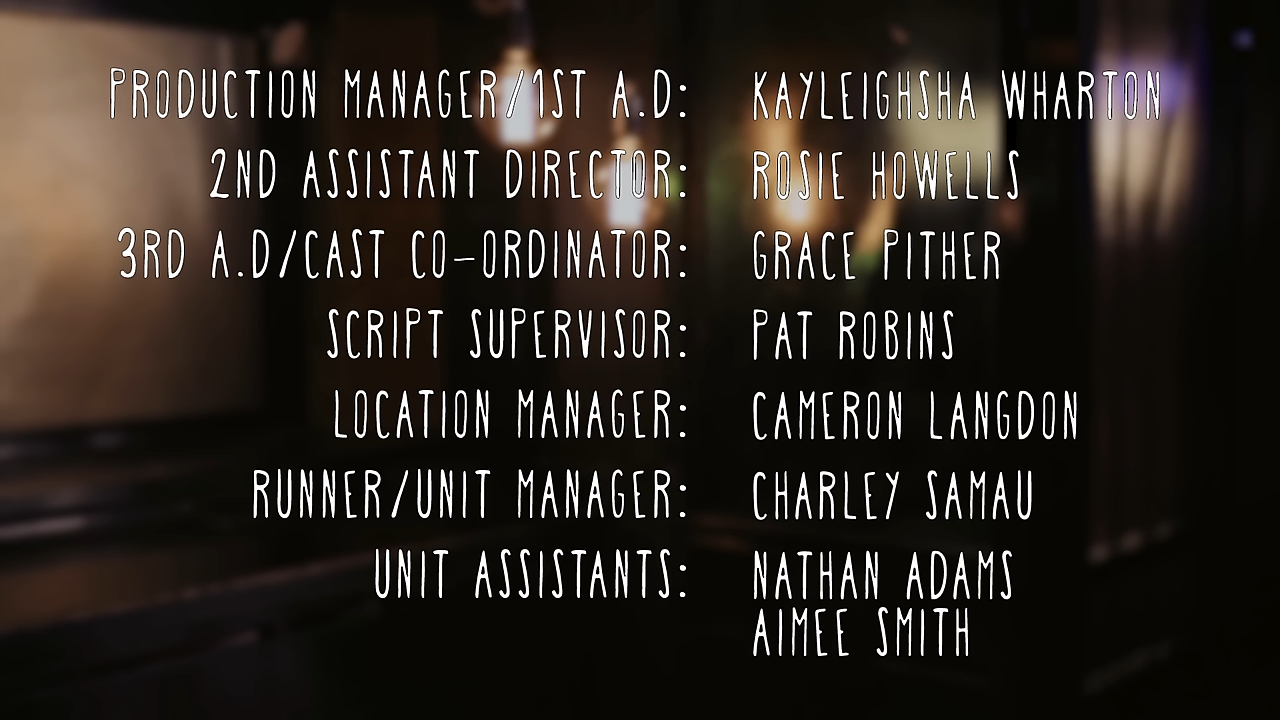 PRODUCTION MANAGER/1ST A.D: KAYLEIGHSHA WHARTON
2ND ASSISTANT DIRECTOR: ROSIE HOWELLS
3RD A.D/CAST CO-ORDINATOR: GRACE PITHER
SCRIPT SUPERVISOR: PAT ROBINS
LOCATION MANAGER: CAMERON LANGDON
RUNNER/UNIT MANAGER: CHARLEY SAMAU
UNIT ASSISTANTS: NATHAN ADAMS
AIMEE SMITH